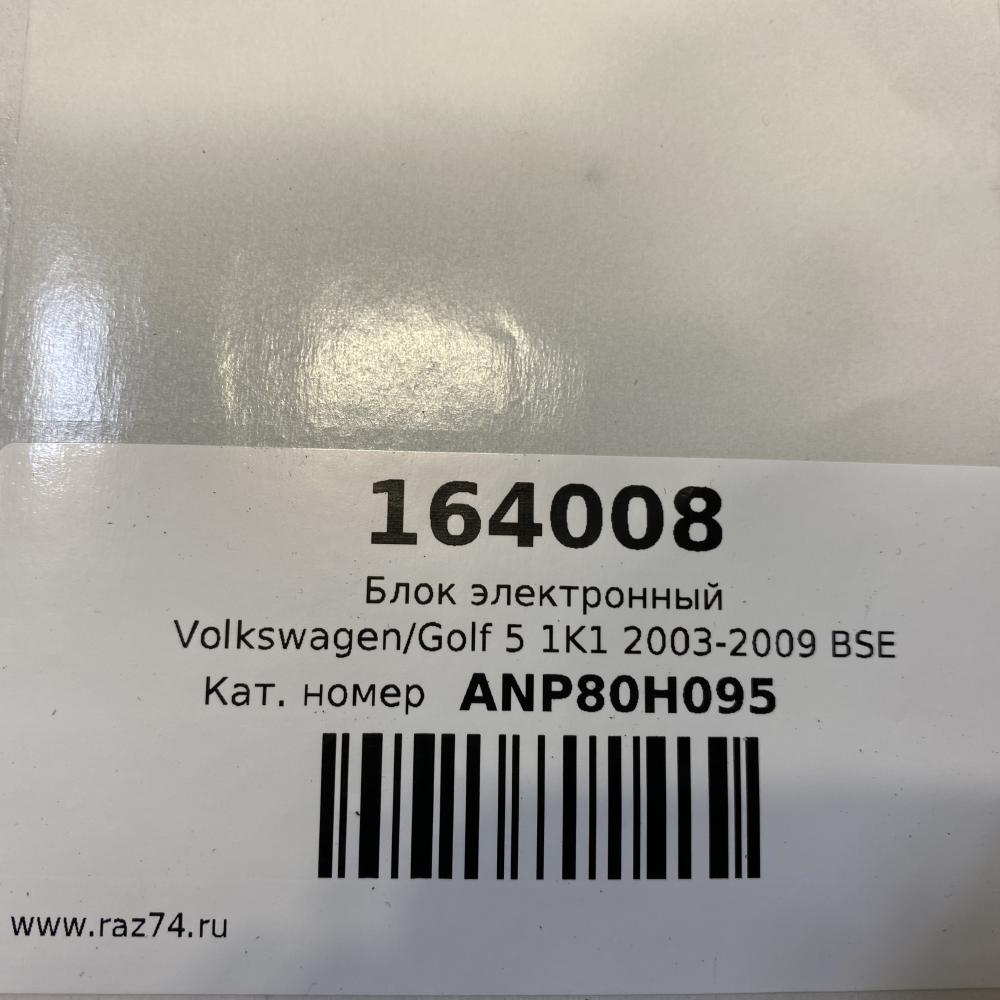 164008
Блок электронный
Volkswagen/Golf 5 1K1 2003-2009 BSE
Кат. номер ANP80H095
www.raz74.ru